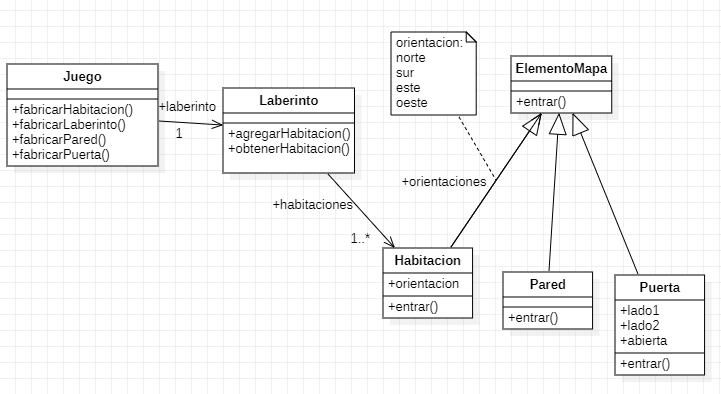 Juego
+fabricarHabitacion()
+fabricarLaberinto()
+fabricarPared()
+fabricarPuerta()
+laberinto
1
Laberinto
+agregarHabitacion()
+obtenerHabitacion()
+habitaciones
1..*
orientacion:
norte
sur
este
oeste
ElementoMapa
+entrar()
+orientaciones
Habitacion
+orientacion
+entrar()
Pared
+entrar()
Puerta
+lado1
+lado2
+abierta
+entrar()